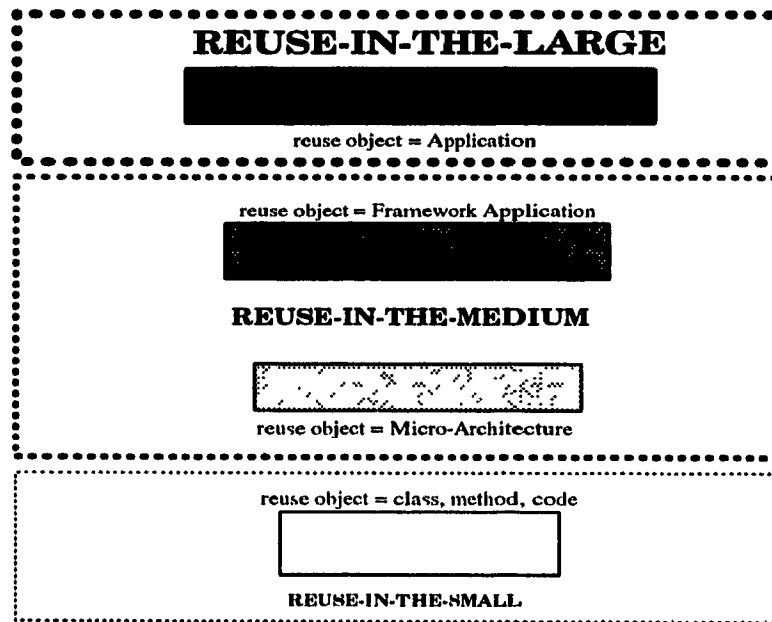 REUSE-IN-THE-LARGE
reuse object = Application
reuse object = Framework Application
REUSE-IN-THE-MEDIUM
reuse object = Micro-Architecture
reuse object = class, method, code
REUSE-IN-THE-SMALL